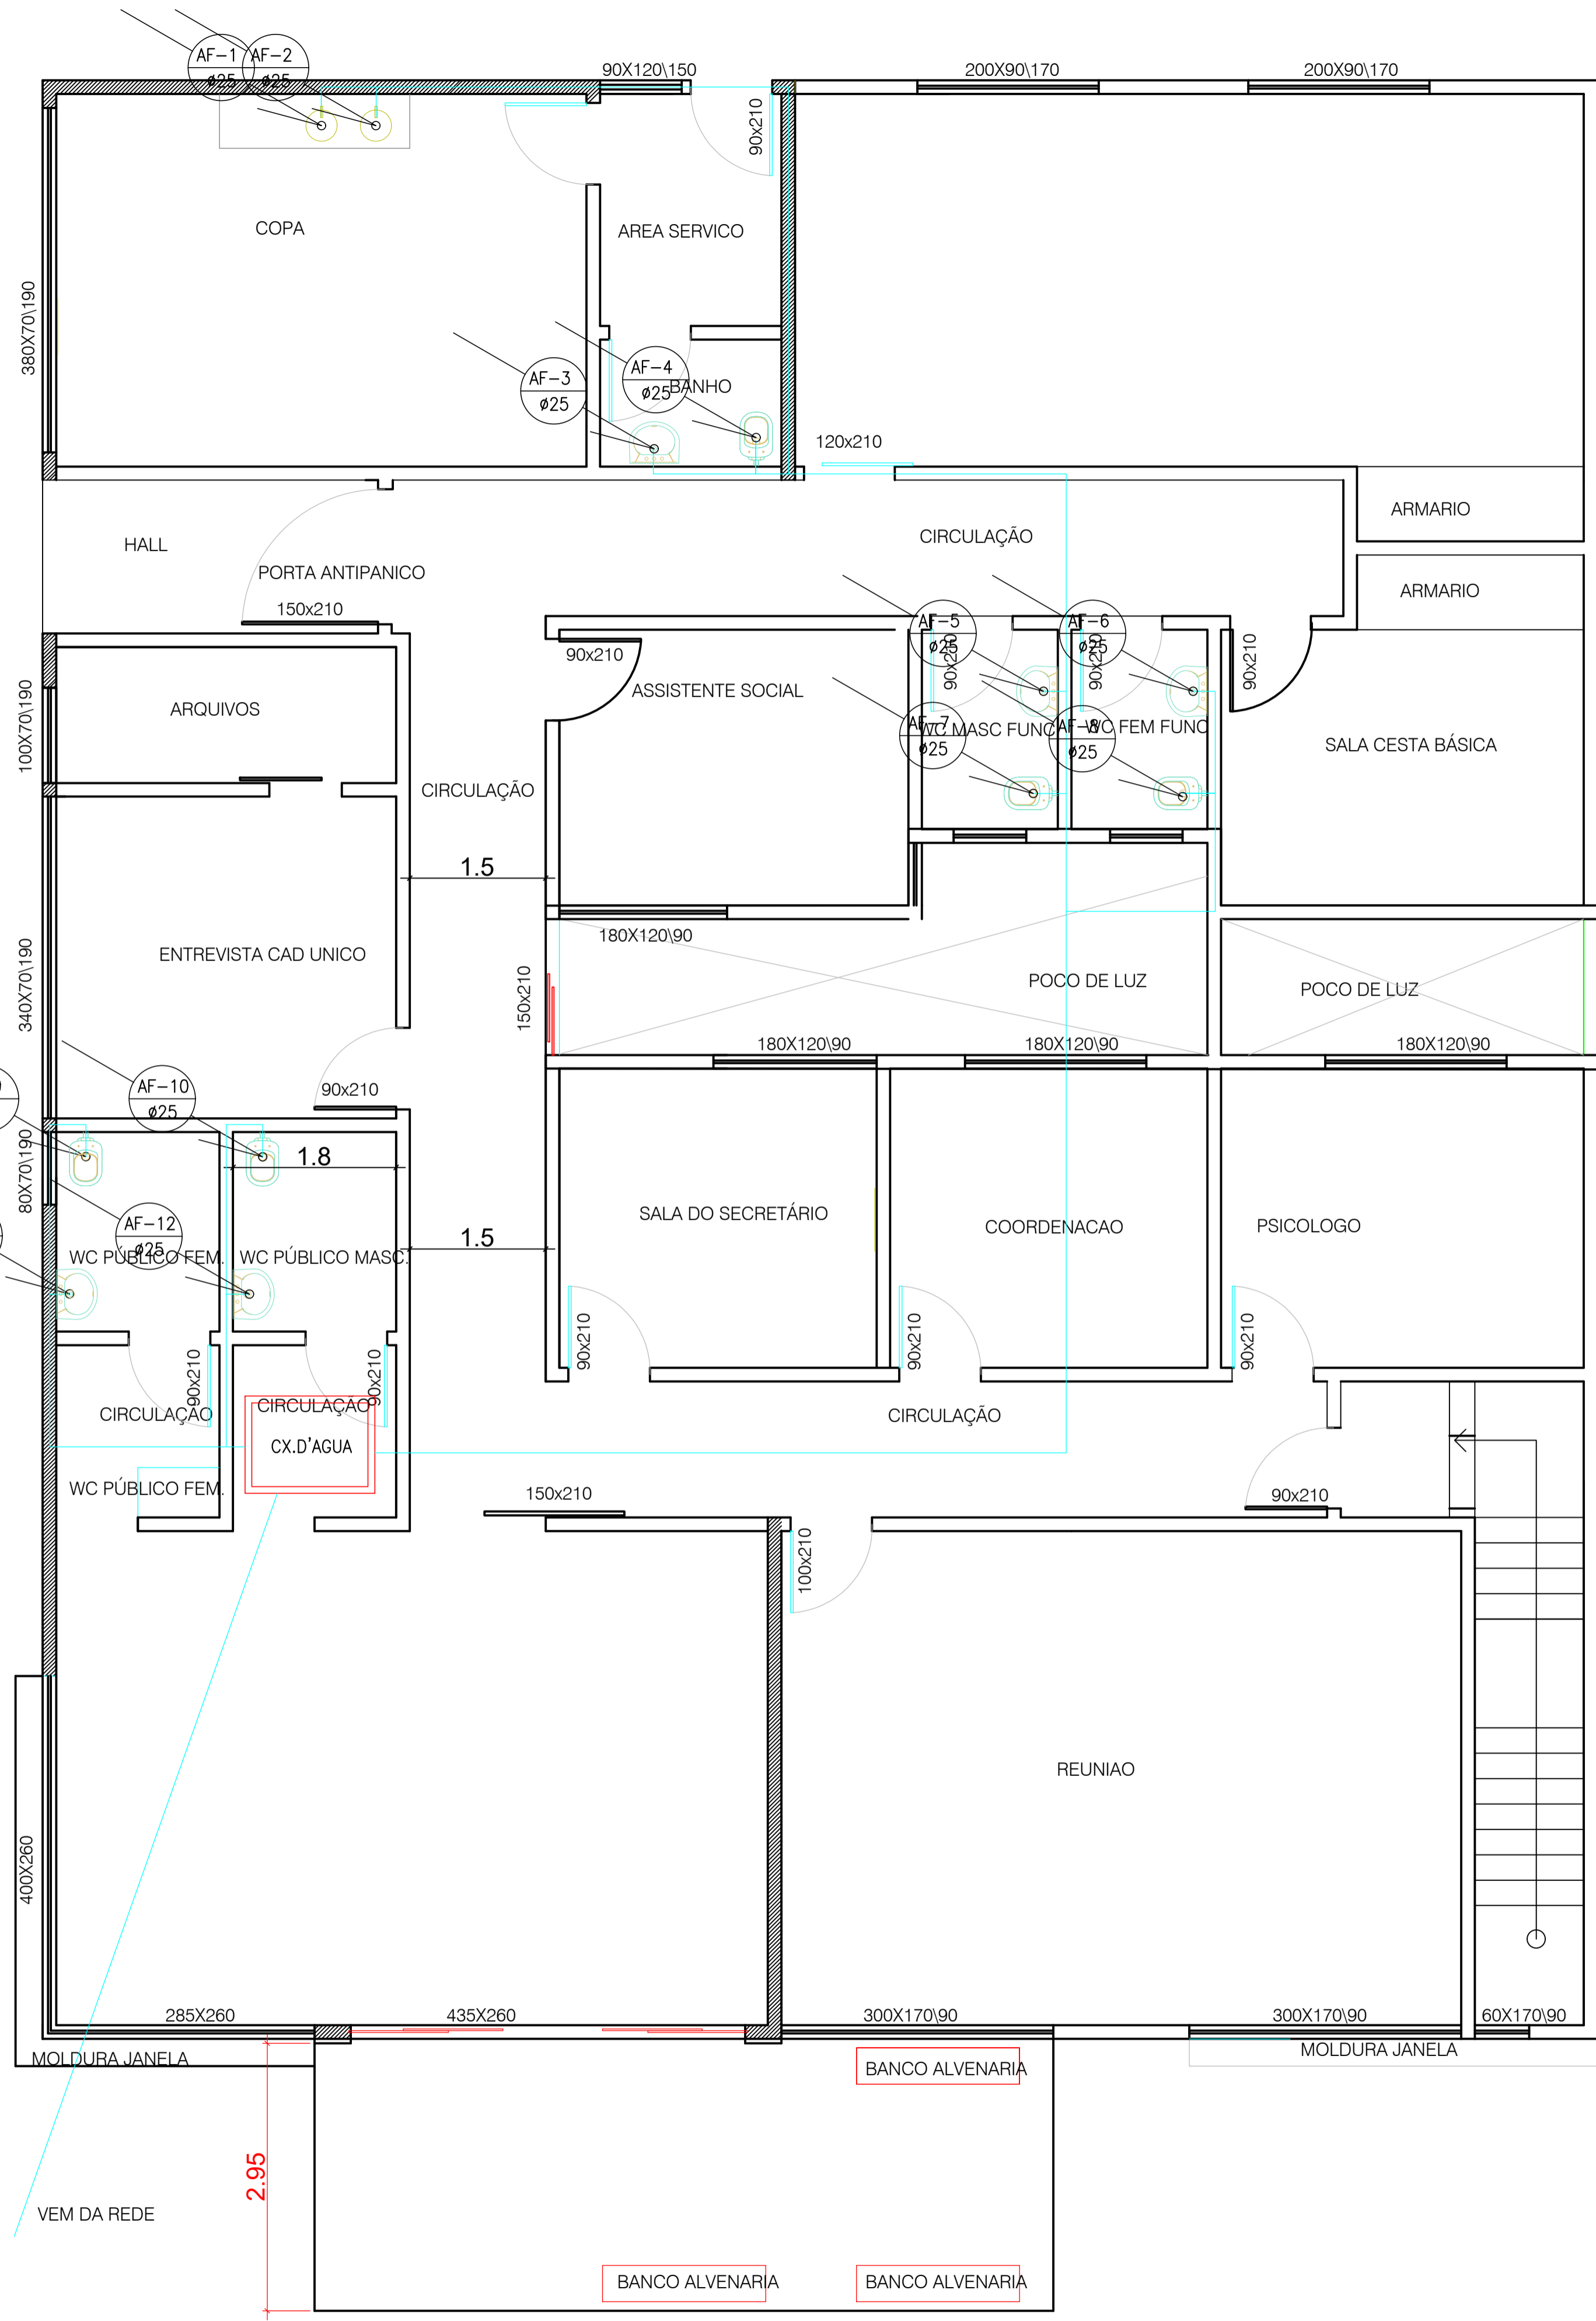 AF-1
ø25
AF-2
ø25
90X120\150
200X90\170
200X90\170
90x210
COPA
AREA SERVICO
380X70\190
AF-3
ø25
AF-4
ø25
BANHO
120x210
ARMARIO
HALL
CIRCULAÇÃO
PORTA ANTIPANICO
150x210
ARMARIO
AF-5
ø25
90x210
AF-6
ø25
90x210
90x210
90x210
ASSISTENTE SOCIAL
ARQUIVOS
100X70\190
AF-7
ø25
WC MASC FUNC
AF-8
ø25
WC FEM FUNC
SALA CESTA BÁSICA
CIRCULAÇÃO
1.5
180X120\90
ENTREVISTA CAD UNICO
340X70\190
150x210
POCO DE LUZ
POCO DE LUZ
180X120\90
180X120\90
180X120\90
AF-10
ø25
90x210
80X70\190
1.8
AF-12
ø25
WC PÚBLICO FEM.
WC PÚBLICO MASC.
1.5
SALA DO SECRETÁRIO
COORDENACAO
PSICOLOGO
90x210
90x210
90x210
90x210
90x210
CIRCULAÇÃO
CIRCULAÇÃO
CIRCULAÇÃO
CX.D'AGUA
WC PÚBLICO FEM.
150x210
90x210
100x210
REUNIAO
400X260
285X260
435X260
300X170\90
300X170\90
60X170\90
MOLDURA JANELA
MOLDURA JANELA
BANCO ALVENARIA
2.95
VEM DA REDE
BANCO ALVENARIA
BANCO ALVENARIA